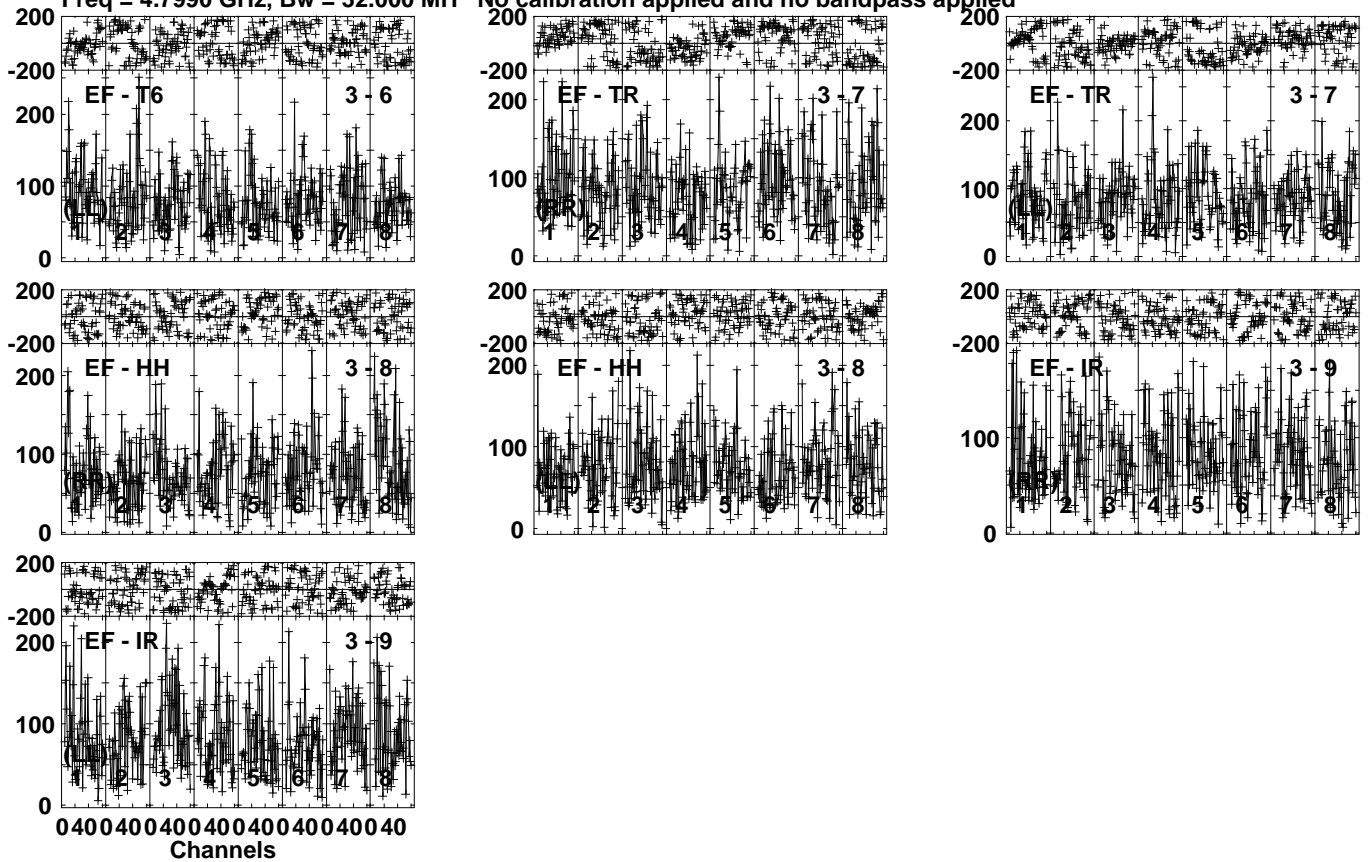 Freq = 4.7990 GHz, Bw = 32.000 MH No calibration applied and no bandpass applied
200
-200
EF - T6 3 - 6
200
100
0
(LL)
1 2 3 4 5 6 7 8
200
-200
EF - TR 3 - 7
200
100
0
(RR)
1 2 3 4 5 6 7 8
200
-200
EF - TR 3 - 7
200
100
0
(LL)
1 2 3 4 5 6 7 8
200
-200
EF - HH 3 - 8
200
100
0
(RR)
1 2 3 4 5 6 7 8
200
-200
EF - HH 3 - 8
200
100
0
(LL)
1 2 3 4 5 6 7 8
200
-200
EF - IR 3 - 9
200
100
0
(RR)
1 2 3 4 5 6 7 8
200
-200
EF - IR 3 - 9
200
100
0
(LL)
1 2 3 4 5 6 7 8
0 40 0 40 0 40 0 40 0 40 0 40 0 40 0 40
Channels